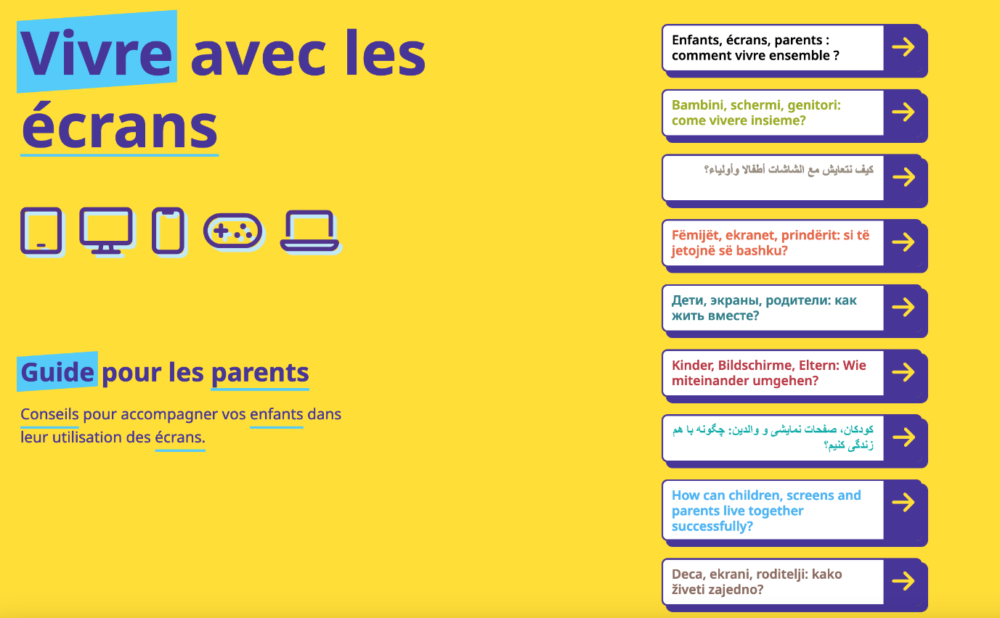 Vivre avec les
écrans
Guide pour les parents
Conseils pour accompagner vos enfants dans
leur utilisation des écrans.
Enfants, écrans, parents :
comment vivre ensemble ?
Bambini, schermi, genitori:
come vivere insieme?
كيف نتعايش مع الشاشات أطفالا وأولياء؟
Fëmijët, ekranet, prindërit: si të
jetojnë së bashku?
Дети, экраны, родители: как
жить вместе?
Kinder, Bildschirme, Eltern: Wie
miteinander umgehen?
کودکان، صفحات نمایشی و والدین: چگونه با هم
زندگی کنیم؟
How can children, screens and
parents live together
successfully?
Deca, ekrani, roditelji: kako
živeti zajedno?